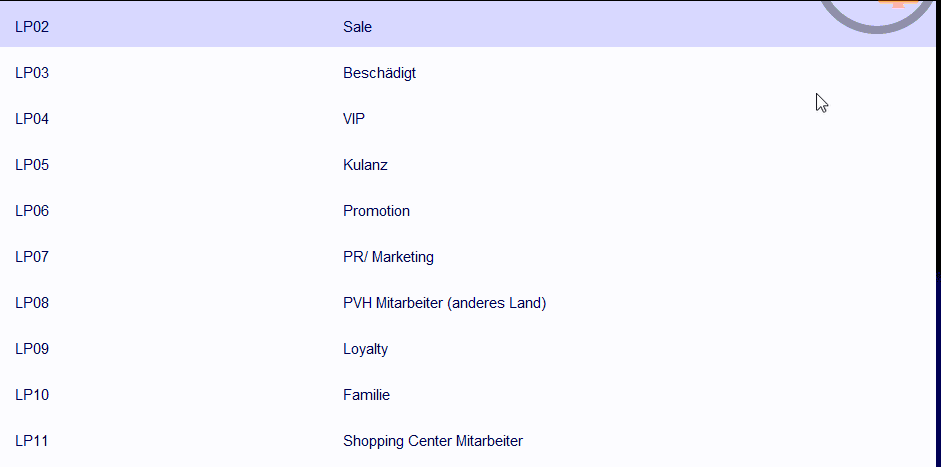 LP02 Sale
LP03 Beschädigt
LP04 VIP
LP05 Kulanz
LP06 Promotion
LP07 PR/ Marketing
LP08 PVH Mitarbeiter (anderes Land)
LP09 Loyalty
LP10 Familie
LP11 Shopping Center Mitarbeiter